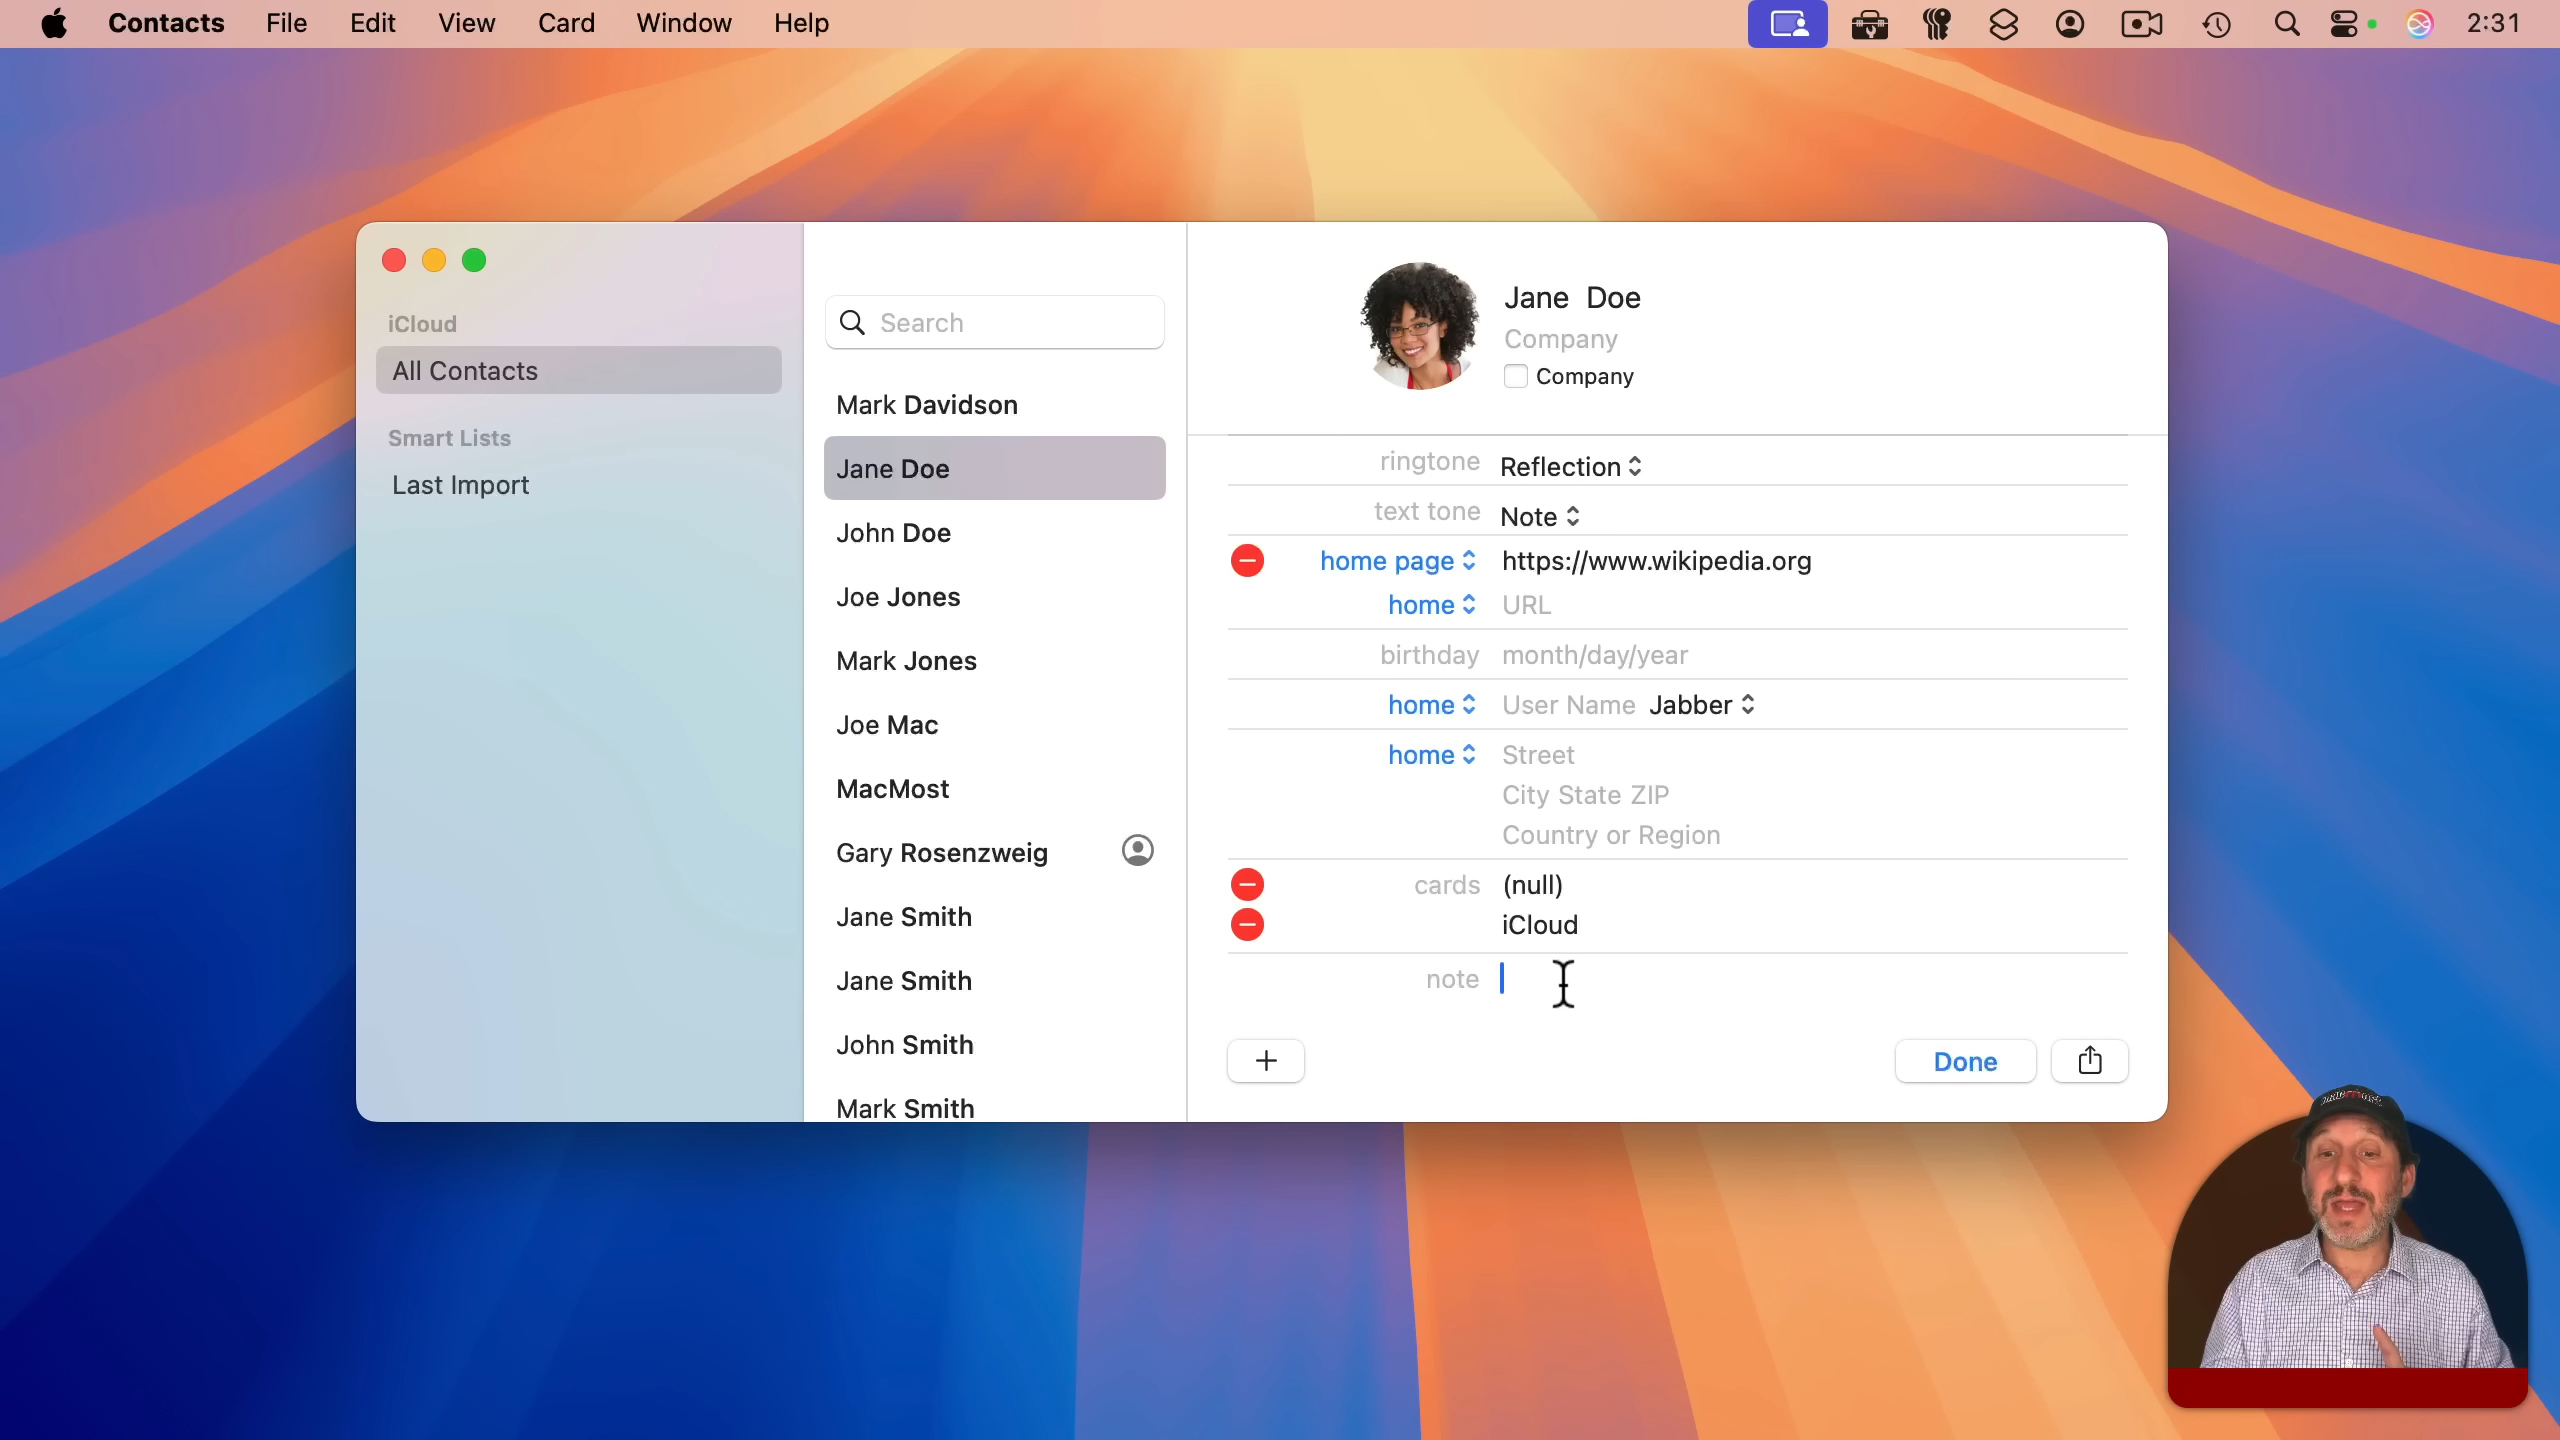 Contacts File Edit View Card Window Help 2:31
iCloud
All Contacts
Smart Lists
Last Import
Search
Mark Davidson
Jane Doe
John Doe
Joe Jones
Mark Jones
Joe Mac
MacMost
Gary Rosenzweig
Jane Smith
Jane Smith
John Smith
Mark Smith
Jane Doe
Company
Company
ringtone Reflection
text tone Note
home page https://www.wikipedia.org
home URL
birthday month/day/year
home User Name Jabber
home Street
City State ZIP
Country or Region
cards (null)
iCloud
note
+
Done